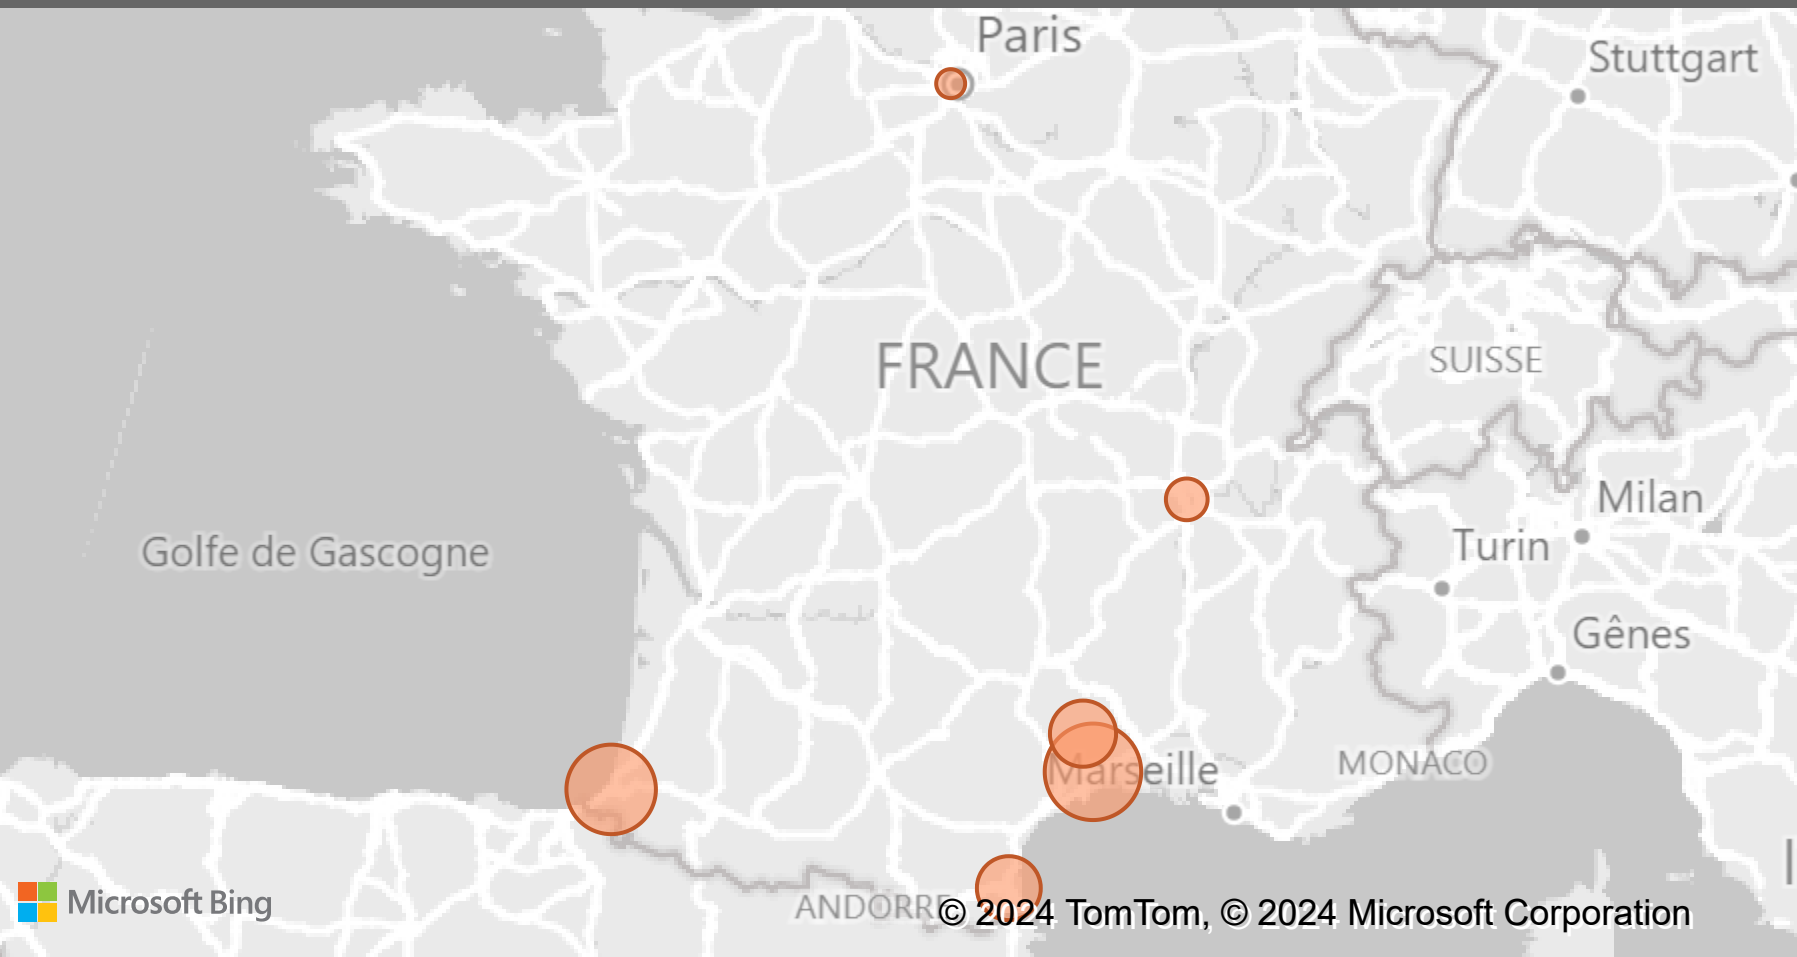 Paris
Stuttgart
FRANCE
SUISSE
Milan
Turin
Golfe de Gascogne
Gênes
Marseille
MONACO
Microsoft Bing
ANDORRE
© 2024 TomTom, © 2024 Microsoft Corporation